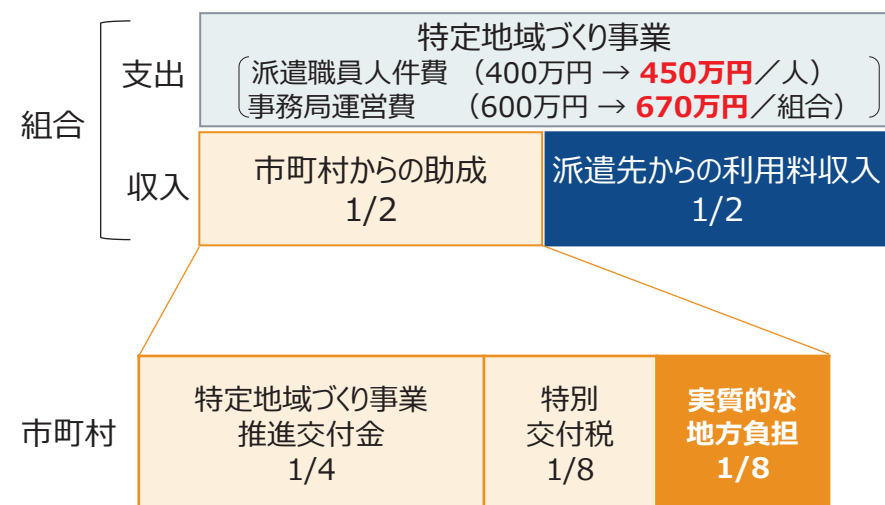 特定地域づくり事業
組合
支出
派遣職員人件費 （400万円 → 450万円／人）
事務局運営費 （600万円 → 670万円／組合）
収入
市町村からの助成
1/2
派遣先からの利用料収入
1/2
市町村
特定地域づくり事業
推進交付金
1/4
特別
交付税
1/8
実質的な
地方負担
1/8